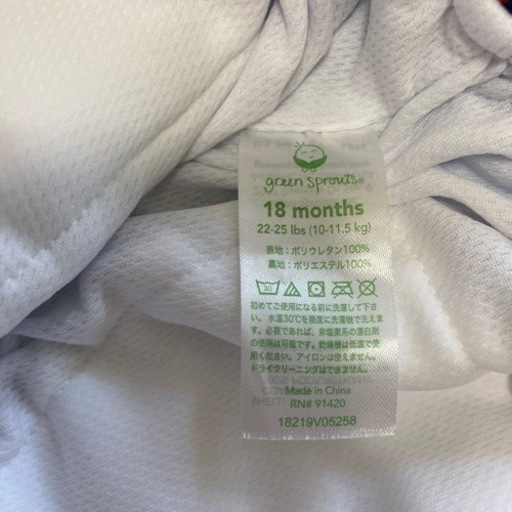 green sprouts®
18 months
22-25 lbs (10-11.5 kg)
表地：ポリウレタン100%
裏地：ポリエステル100%
30
初めてご使用になる前に洗濯して下さ
い。水温30℃を限度に洗濯機で洗えま
す。必要であれば、非塩素系の漂白剤
の使用は可能です。乾燥機は低温で使
用ください。アイロンは使えません。
ドライクリーニングはできません。
Made in China
RN# 91420
18219V05258